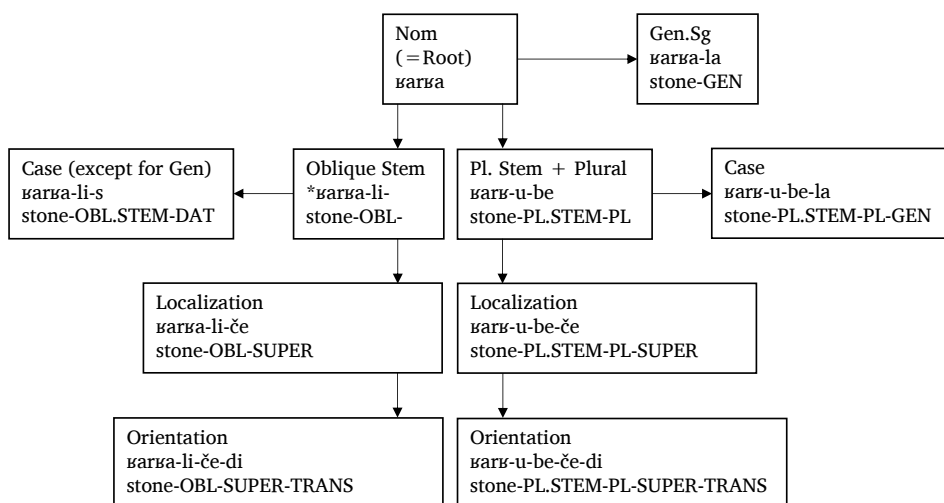 Nom
(=Root)
ʁarʁa
Gen.Sg
ʁarʁa-la
stone-GEN
Case (except for Gen)
ʁarʁa-li-s
stone-OBL.STEM-DAT
Oblique Stem
*ʁarʁa-li-
stone-OBL-
Pl. Stem + Plural
ʁarʁ-u-be
stone-PL.STEM-PL
Case
ʁarʁ-u-be-la
stone-PL.STEM-PL-GEN
Localization
ʁarʁa-li-če
stone-OBL-SUPER
Localization
ʁarʁ-u-be-če
stone-PL.STEM-PL-SUPER
Orientation
ʁarʁa-li-če-di
stone-OBL-SUPER-TRANS
Orientation
ʁarʁ-u-be-če-di
stone-PL.STEM-PL-SUPER-TRANS